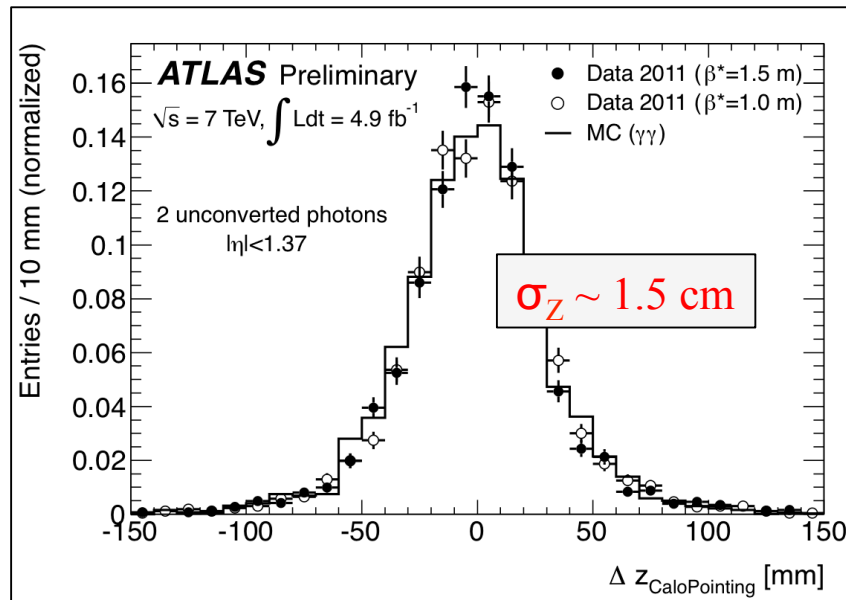 ATLAS Preliminary
√s = 7 TeV, ∫ Ldt = 4.9 fb⁻¹
2 unconverted photons
|η|<1.37
Data 2011 (β*=1.5 m)
Data 2011 (β*=1.0 m)
MC (γγ)
σ_Z ~ 1.5 cm
Entries / 10 mm (normalized)
0.16
0.14
0.12
0.1
0.08
0.06
0.04
0.02
0
-150 -100 -50 0 50 100 150
Δ z_CaloPointing [mm]